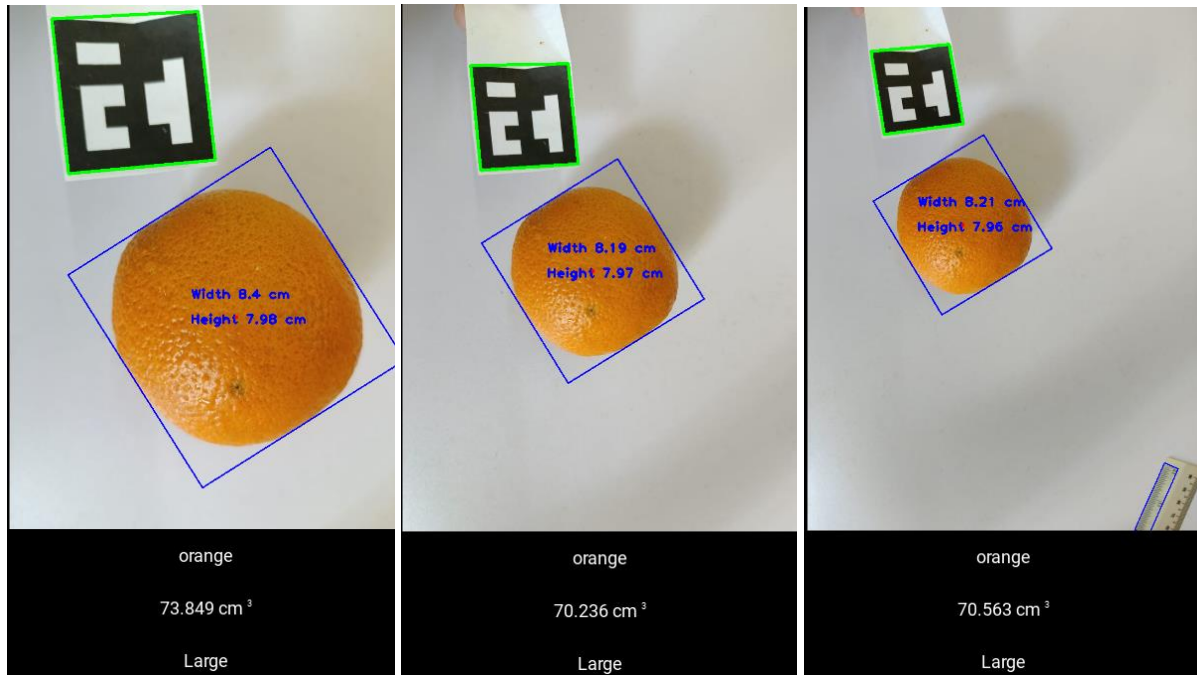 Width 8.4 cm
Height 7.98 cm
orange
73.849 cm ³
Large
Width 8.19 cm
Height 7.97 cm
orange
70.236 cm ³
Large
Width 8.21 cm
Height 7.96 cm
orange
70.563 cm ³
Large